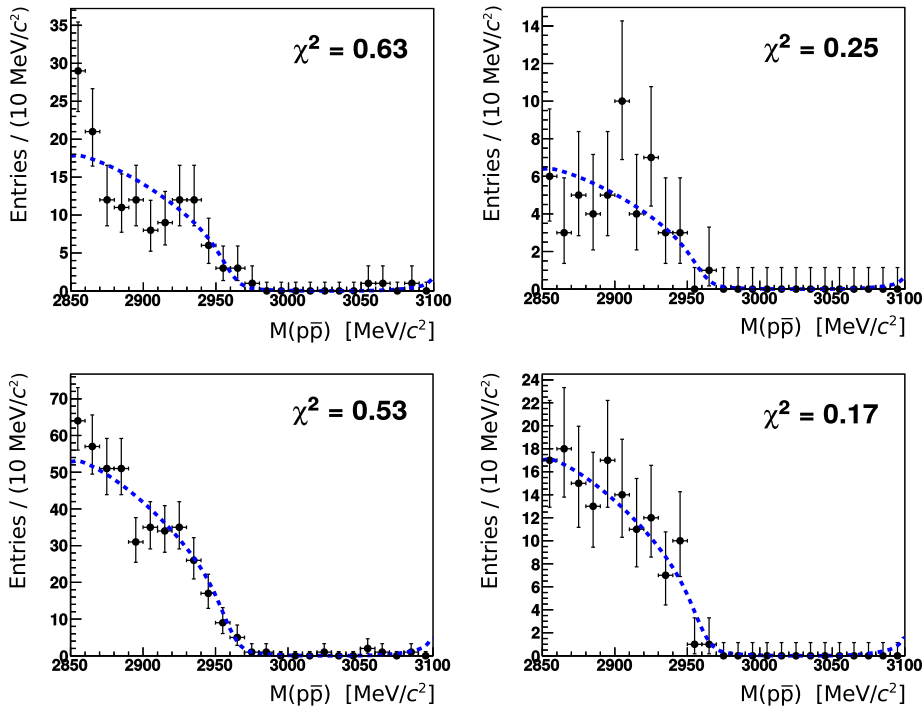 χ² = 0.63
Entries / (10 MeV/c²)
35
30
25
20
15
10
5
0
2850 2900 2950 3000 3050 3100
M(pp̅) [MeV/c²]
χ² = 0.25
Entries / (10 MeV/c²)
14
12
10
8
6
4
2
0
2850 2900 2950 3000 3050 3100
M(pp̅) [MeV/c²]
χ² = 0.53
Entries / (10 MeV/c²)
70
60
50
40
30
20
10
0
2850 2900 2950 3000 3050 3100
M(pp̅) [MeV/c²]
χ² = 0.17
Entries / (10 MeV/c²)
24
22
20
18
16
14
12
10
8
6
4
2
0
2850 2900 2950 3000 3050 3100
M(pp̅) [MeV/c²]